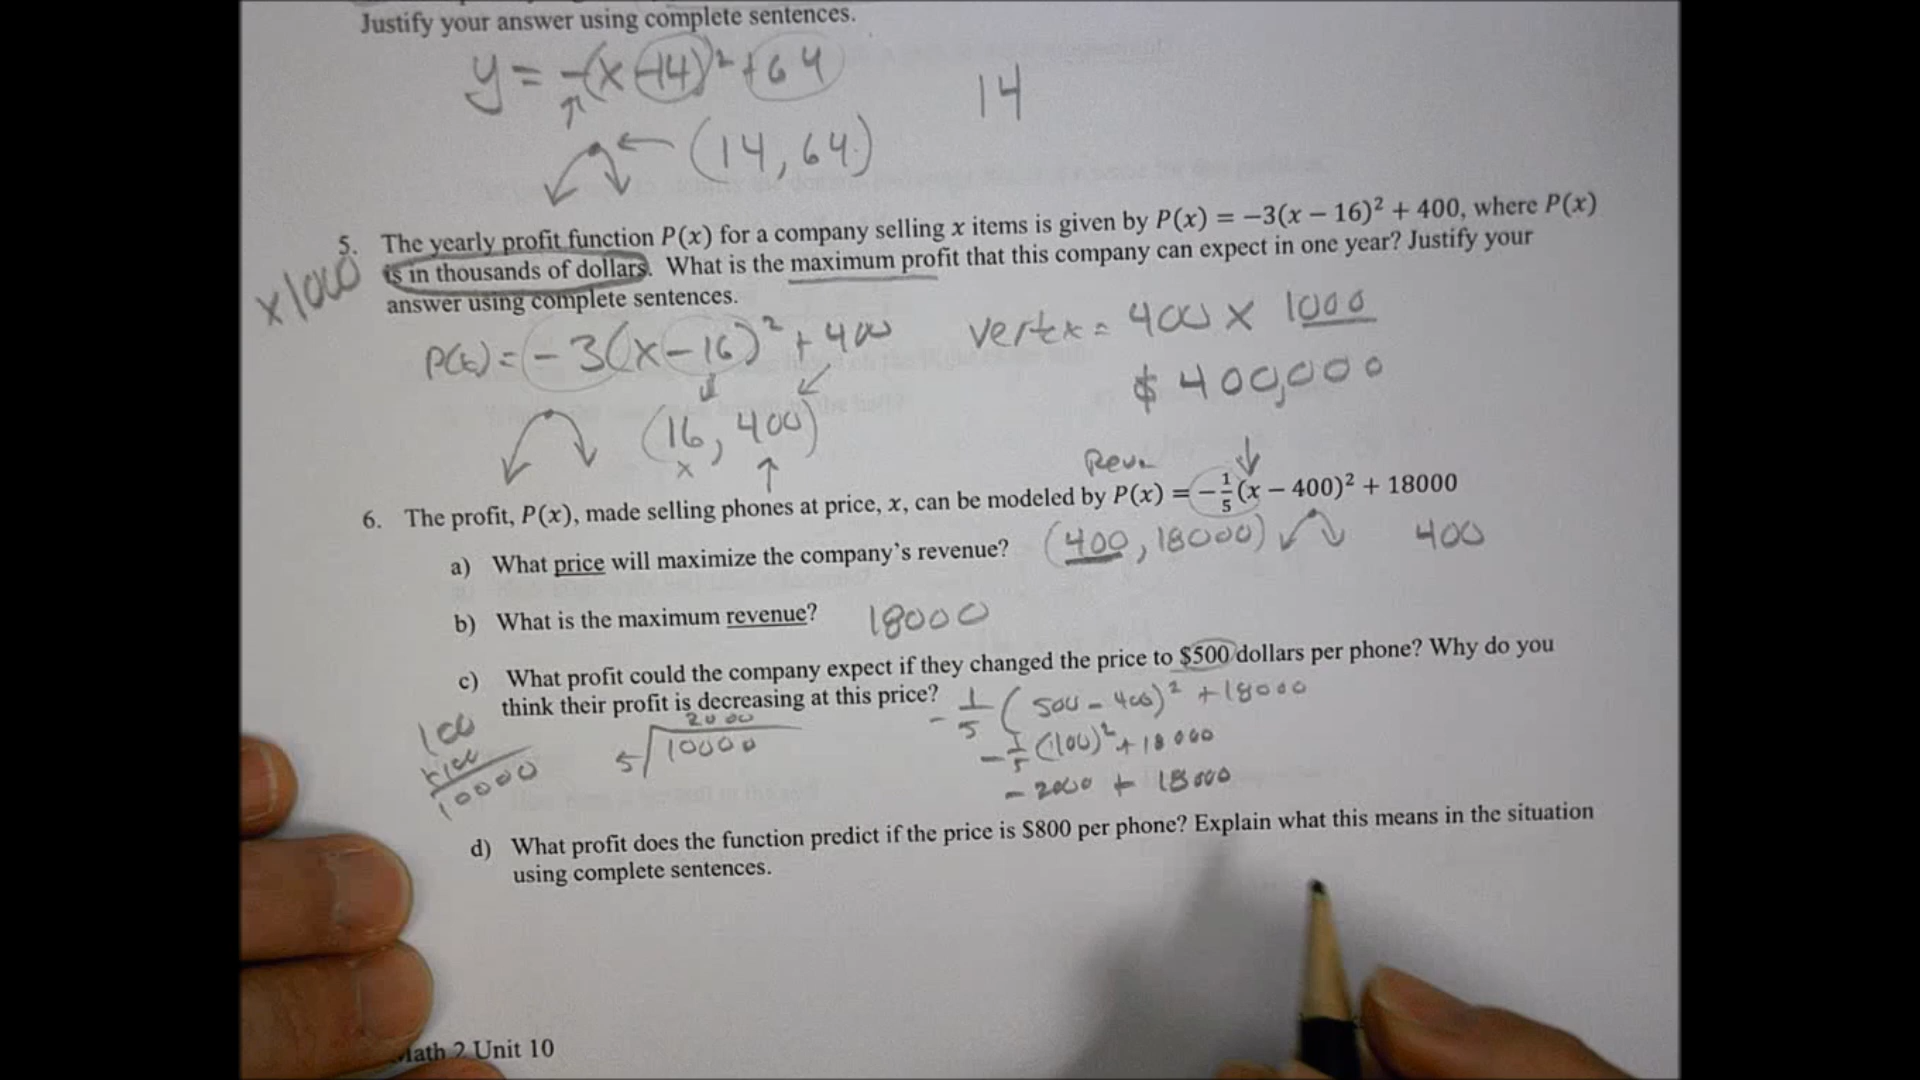 Justify your answer using complete sentences.
y = -(x-14)² +64
14
(14, 64)
5. The yearly profit function P(x) for a company selling x items is given by P(x) = −3(x − 16)² + 400, where P(x)
is in thousands of dollars. What is the maximum profit that this company can expect in one year? Justify your
answer using complete sentences.
x1000
P(x) = -3(x-16)² + 400
vertex = 400 x 1000
$ 400,000
(16, 400)
x
Rev.
6. The profit, P(x), made selling phones at price, x, can be modeled by P(x) = −1/5(x − 400)² + 18000
a) What price will maximize the company's revenue? (400, 18000) 400
b) What is the maximum revenue? 18000
c) What profit could the company expect if they changed the price to $500 dollars per phone? Why do you
think their profit is decreasing at this price? -1/5 (500 - 400)² + 18000
100
x100
10000
2000
5 10000
-1/5 (100)² + 18000
- 2000 + 18000
d) What profit does the function predict if the price is $800 per phone? Explain what this means in the situation
using complete sentences.
Math 2 Unit 10